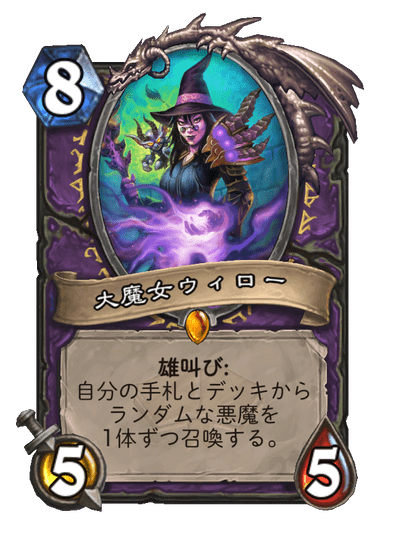 8
大魔女ウィロー
雄叫び:
自分の手札とデッキから
ランダムな悪魔を
1体ずつ召喚する。
5
5